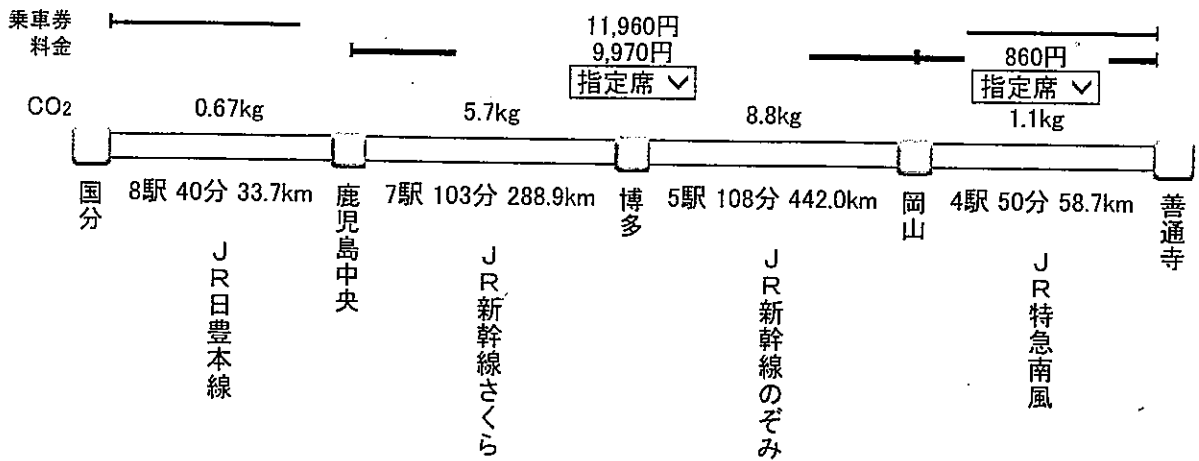 乗車券 11,960円
料金 9,970円 860円
指定席 指定席
CO2 0.67kg 5.7kg 8.8kg 1.1kg
国分 8駅 40分 33.7km 鹿児島中央 7駅 103分 288.9km 博多 5駅 108分 442.0km 岡山 4駅 50分 58.7km 善通寺
JR日豊本線
JR新幹線さくら
JR新幹線のぞみ
JR特急南風